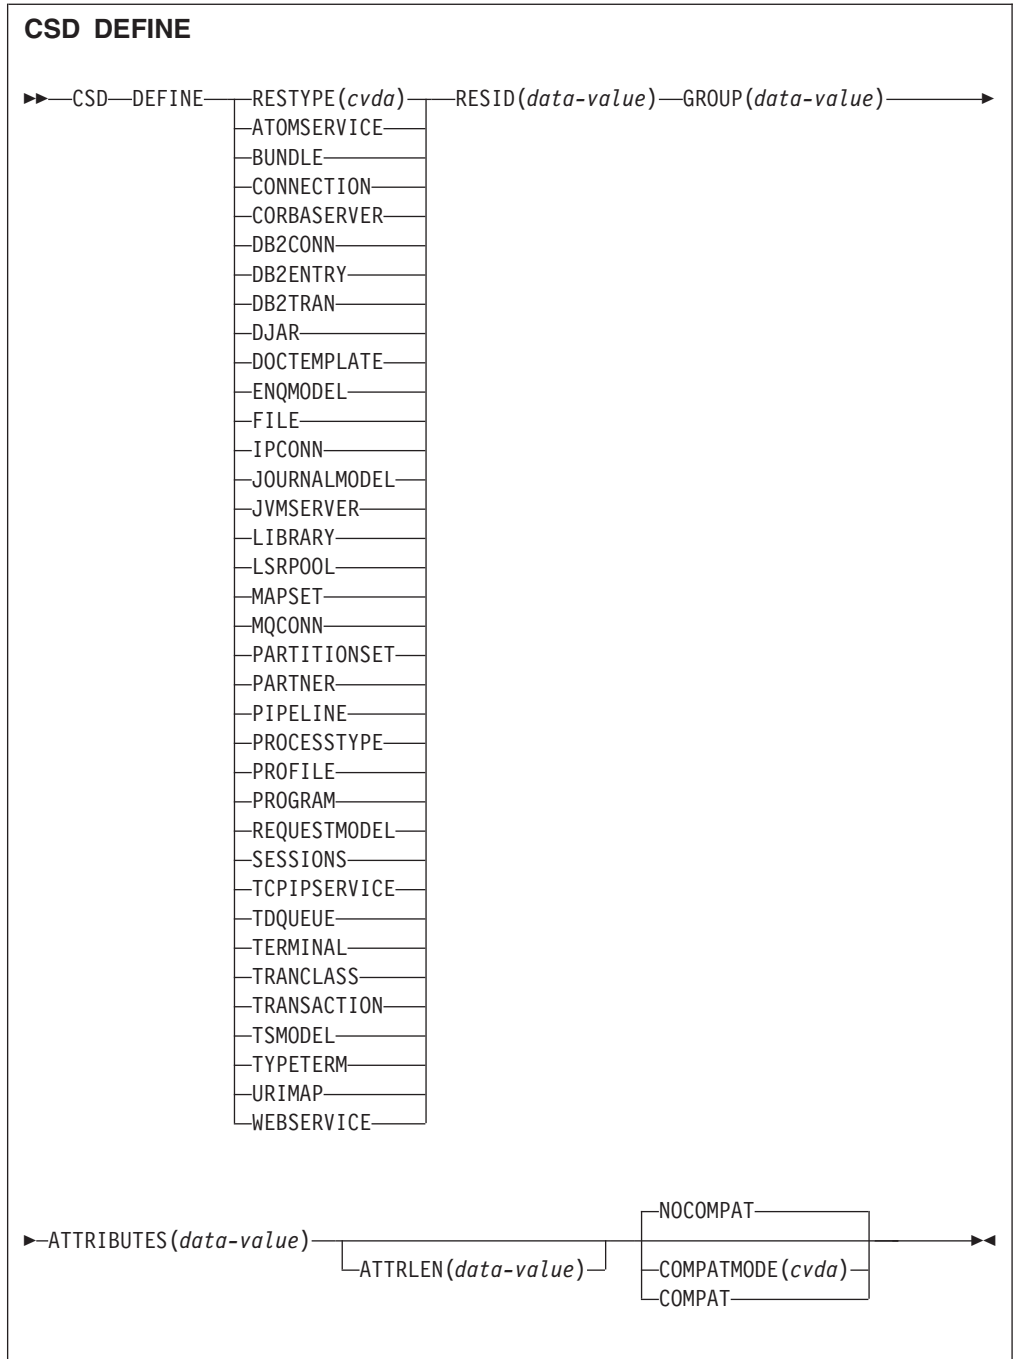 CSD DEFINE
CSD DEFINE RESTYPE(cvda) RESID(data-value) GROUP(data-value)
ATOMSERVICE
BUNDLE
CONNECTION
CORBASERVER
DB2CONN
DB2ENTRY
DB2TRAN
DJAR
DOCTEMPLATE
ENQMODEL
FILE
IPCONN
JOURNALMODEL
JVMSERVER
LIBRARY
LSRPOOL
MAPSET
MQCONN
PARTITIONSET
PARTNER
PIPELINE
PROCESSTYPE
PROFILE
PROGRAM
REQUESTMODEL
SESSIONS
TCPIPSERVICE
TDQUEUE
TERMINAL
TRANCLASS
TRANSACTION
TSMODEL
TYPETERM
URIMAP
WEBSERVICE
NOCOMPAT
ATTRIBUTES(data-value)
ATTRLEN(data-value) COMPATMODE(cvda)
COMPAT